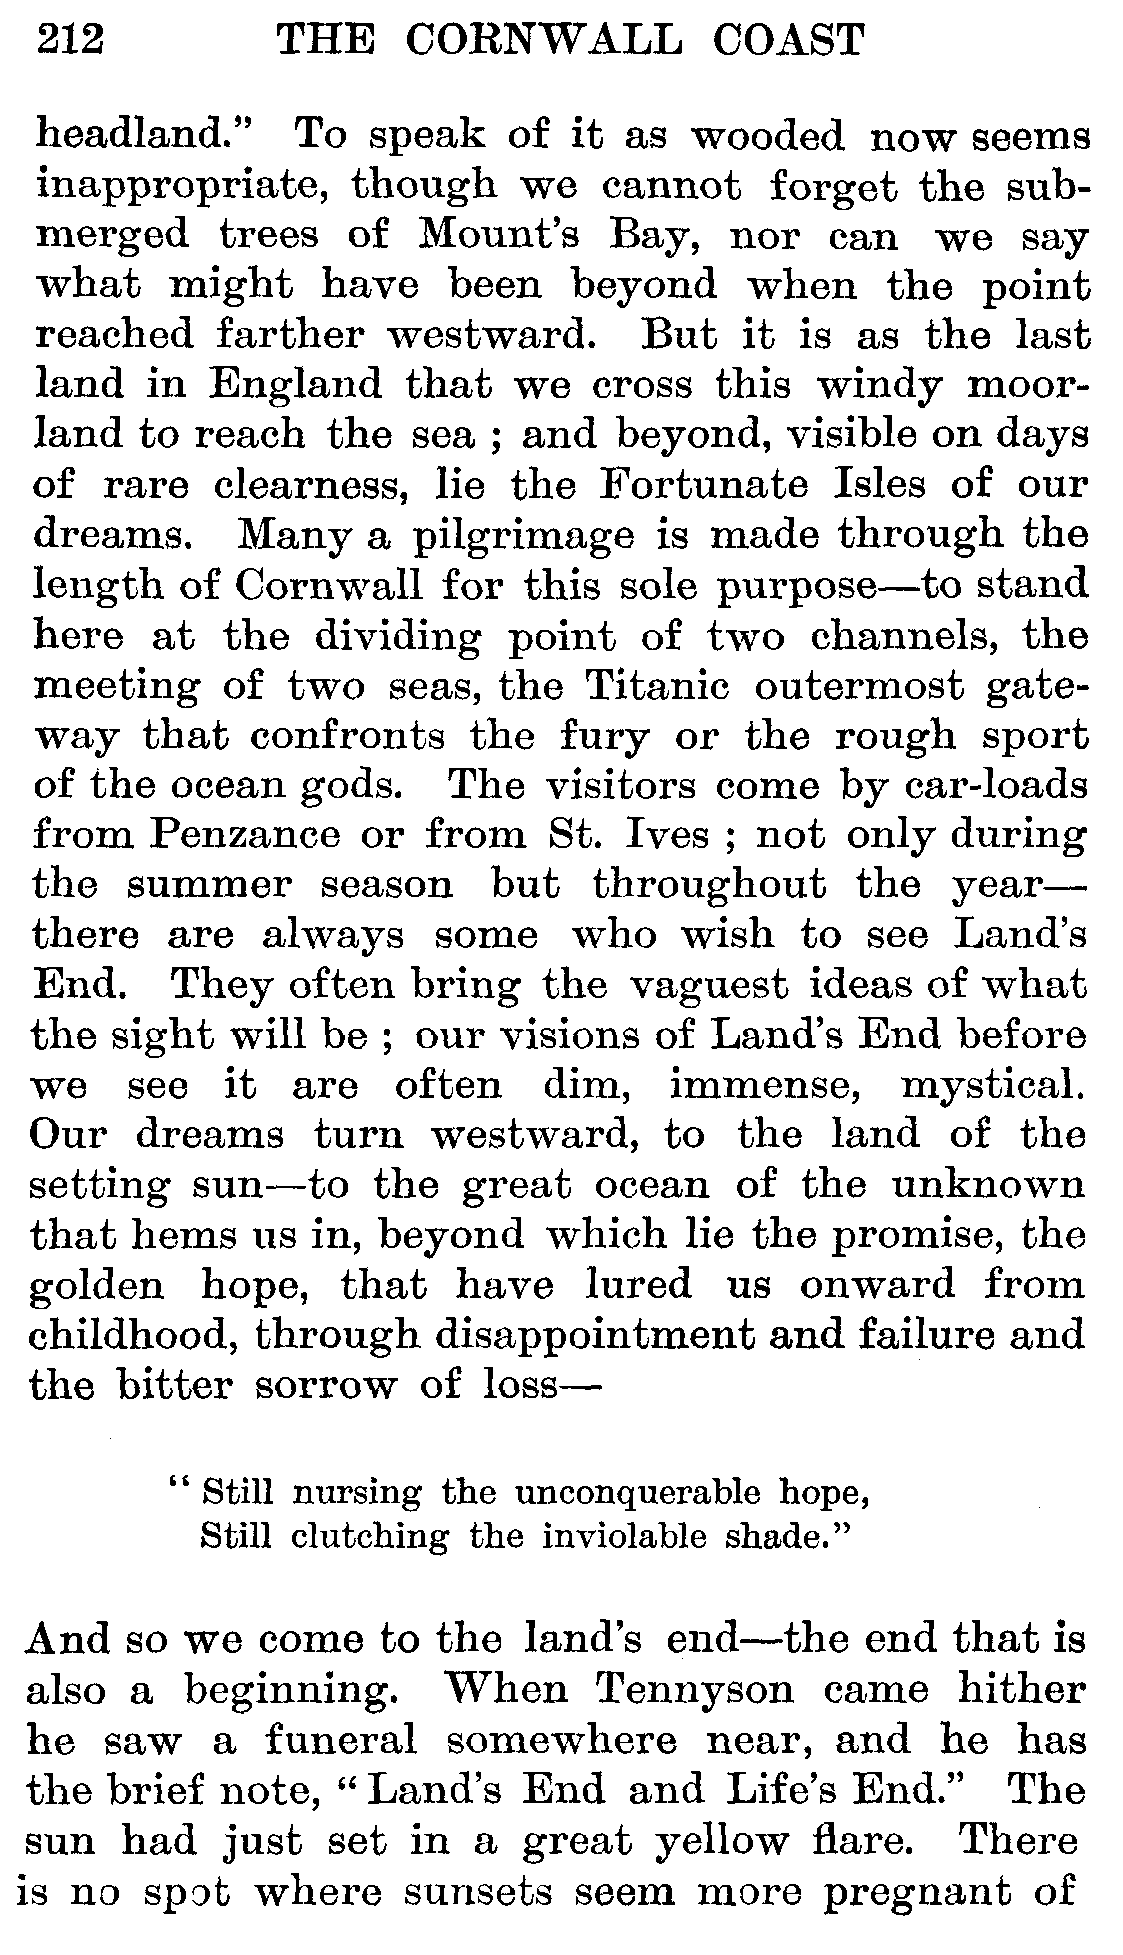 212 THE CORNWALL COAST
headland.” To speak of it as wooded now seems
inappropriate, though we cannot forget the sub-
merged trees of Mount’s Bay, nor can we say
what might have been beyond when the point
reached farther westward. But it is as the last
land in England that we cross this windy moor-
land to reach the sea ; and beyond, visible on days
of rare clearness, lie the Fortunate Isles of our
dreams. Many a pilgrimage is made through the
length of Cornwall for this sole purpose—to stand
here at the dividing point of two channels, the
meeting of two seas, the Titanic outermost gate-
way that confronts the fury or the rough sport
of the ocean gods. The visitors come by car-loads
from Penzance or from St. Ives ; not only during
the summer season but throughout the year—
there are always some who wish to see Land’s
End. They often bring the vaguest ideas of what
the sight will be ; our visions of Land’s End before
we see it are often dim, immense, mystical.
Our dreams turn westward, to the land of the
setting sun—to the great ocean of the unknown
that hems us in, beyond which lie the promise, the
golden hope, that have lured us onward from
childhood, through disappointment and failure and
the bitter sorrow of loss—
“ Still nursing the unconquerable hope,
Still clutching the inviolable shade.”
And so we come to the land’s end—the end that is
also a beginning. When Tennyson came hither
he saw a funeral somewhere near, and he has
the brief note, “ Land’s End and Life’s End.” The
sun had just set in a great yellow flare. There
is no spot where sunsets seem more pregnant of